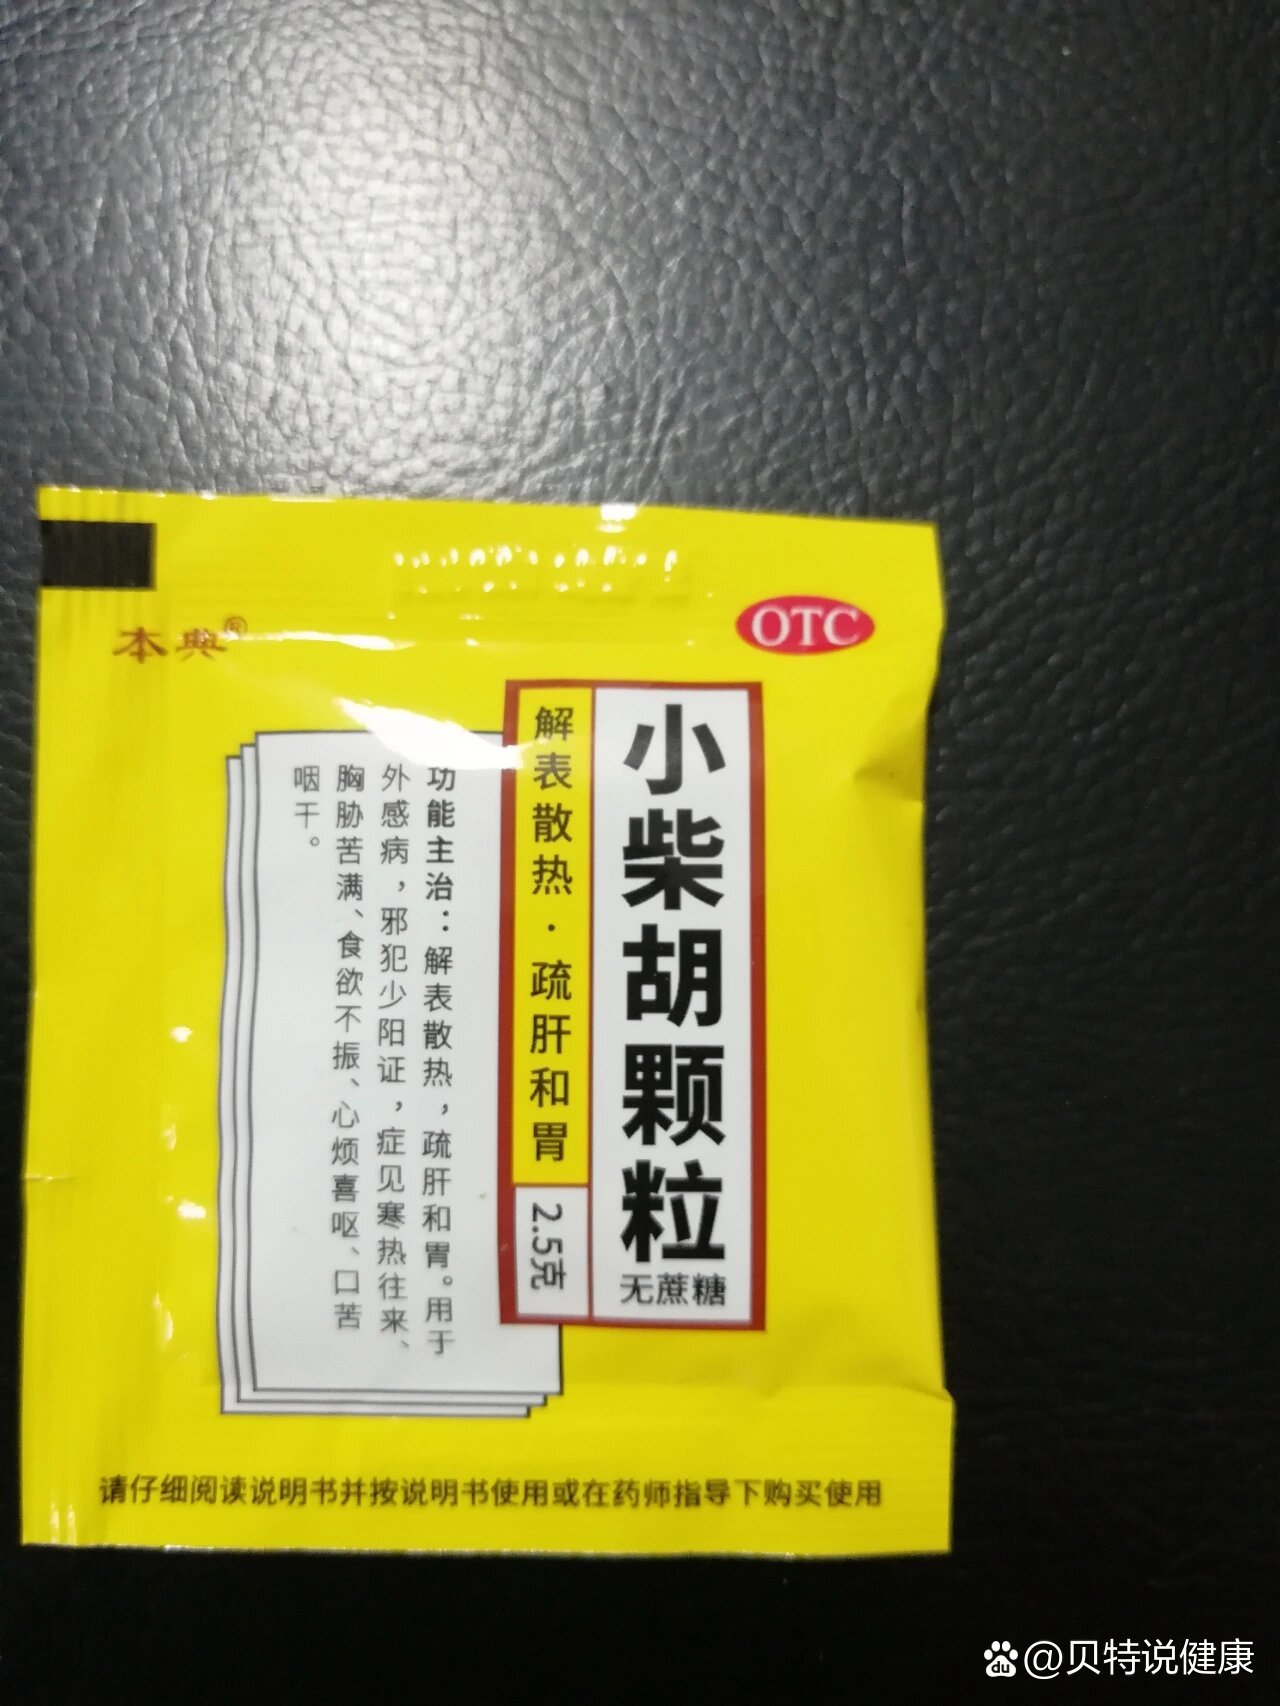 本典®
OTC
小柴胡颗粒
无蔗糖
解表散热·疏肝和胃
2.5克
功能主治：解表散热，疏肝和胃。用于
外感病，邪犯少阳证，症见寒热往来、
胸胁苦满、食欲不振、心烦喜呕、口苦
咽干。
请仔细阅读说明书并按说明书使用或在药师指导下购买使用
du @贝特说健康